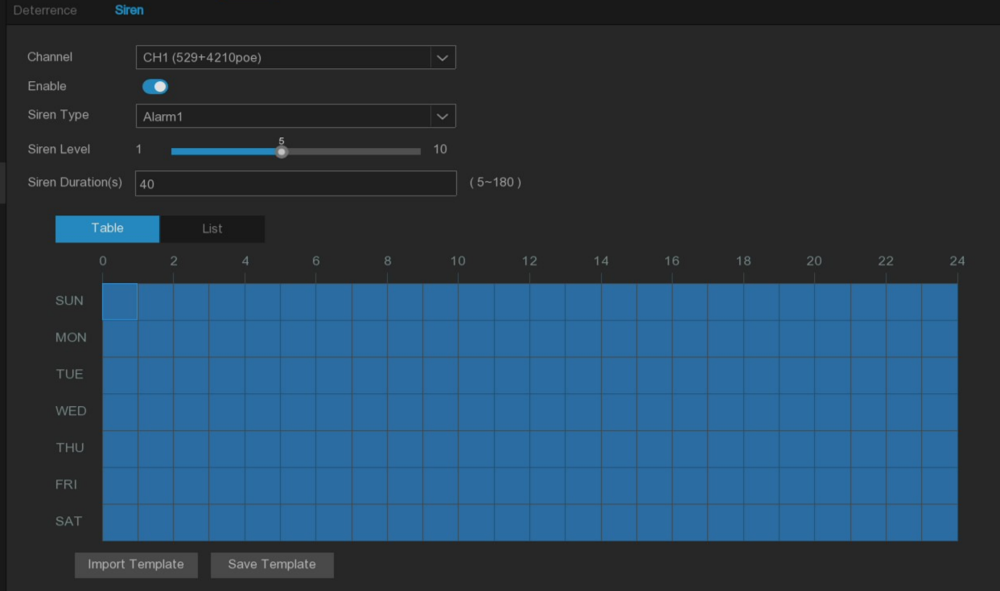 Deterrence Siren
Channel CH1 (529+4210poe)
Enable
Siren Type Alarm1
5
Siren Level 1 10
Siren Duration(s) 40 ( 5~180 )
Table List
0 2 4 6 8 10 12 14 16 18 20 22 24
SUN
MON
TUE
WED
THU
FRI
SAT
Import Template Save Template